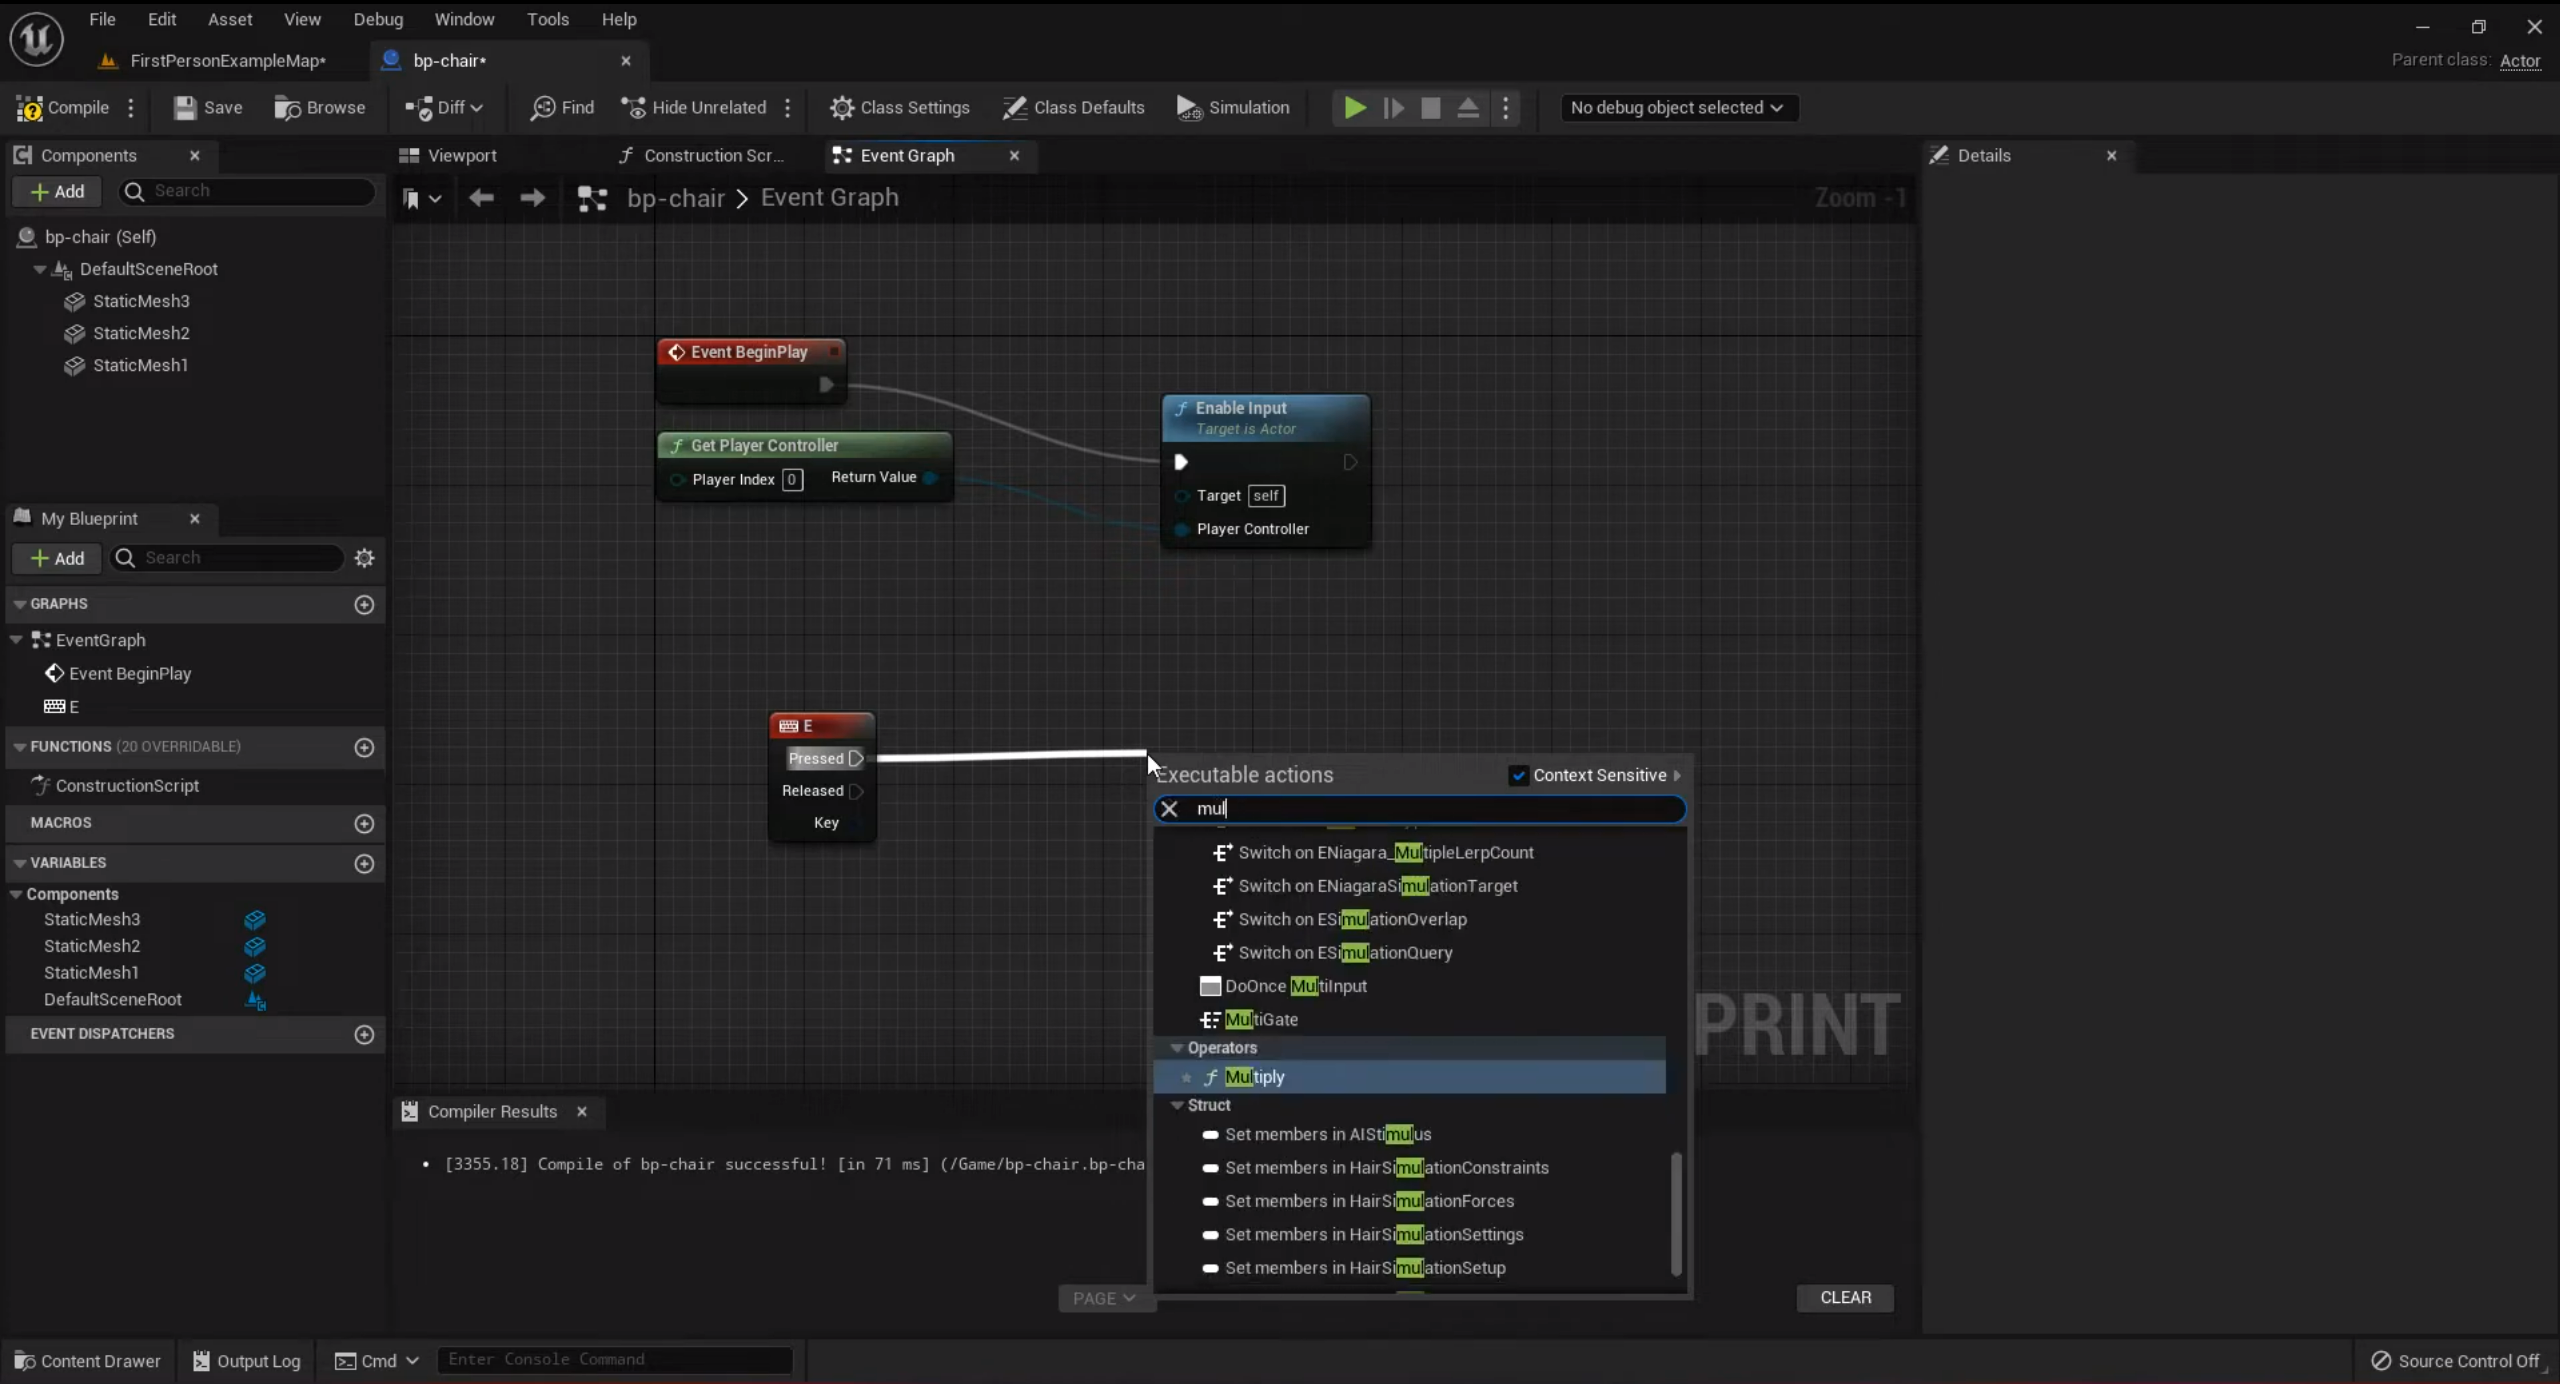 File Edit Asset View Debug Window Tools Help
FirstPersonExampleMap*
bp-chair*
Parent class: Actor
Compile
Save
Browse
Diff
Find
Hide Unrelated
Class Settings
Class Defaults
Simulation
No debug object selected
Components
Add
Search
bp-chair (Self)
DefaultSceneRoot
StaticMesh3
StaticMesh2
StaticMesh1
My Blueprint
Add
Search
GRAPHS
EventGraph
Event BeginPlay
E
FUNCTIONS (20 OVERRIDABLE)
ConstructionScript
MACROS
VARIABLES
Components
StaticMesh3
StaticMesh2
StaticMesh1
DefaultSceneRoot
EVENT DISPATCHERS
Viewport
Construction Scr...
Event Graph
bp-chair > Event Graph
Zoom -1
Event BeginPlay
Get Player Controller
Player Index 0 Return Value
Enable Input
Target is Actor
Target self
Player Controller
E
Pressed
Released
Key
Executable actions
Context Sensitive
mul
Switch on ENiagara_MultipleLerpCount
Switch on ENiagaraSimulationTarget
Switch on ESimulationOverlap
Switch on ESimulationQuery
DoOnce MultiInput
MultiGate
Operators
Multiply
Struct
Set members in AIStimulus
Set members in HairSimulationConstraints
Set members in HairSimulationForces
Set members in HairSimulationSettings
Set members in HairSimulationSetup
PRINT
Compiler Results
[3355.18] Compile of bp-chair successful! [in 71 ms] (/Game/bp-chair.bp-cha
PAGE
CLEAR
Details
Content Drawer
Output Log
Cmd
Enter Console Command
Source Control Off